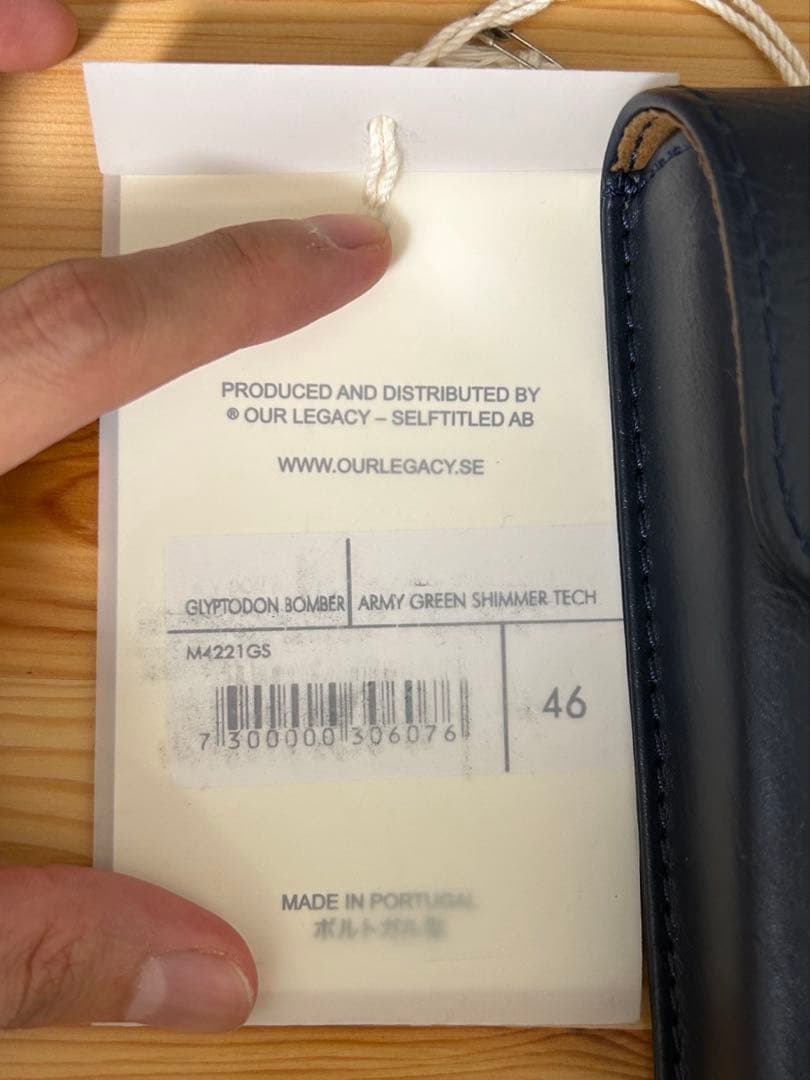 PRODUCED AND DISTRIBUTED BY
® OUR LEGACY – SELFTITLED AB
WWW.OURLEGACY.SE
GLYPTODON BOMBER ARMY GREEN SHIMMER TECH
M4221GS
46
7 300000 306076
MADE IN PORTUGAL
ポルトガル製